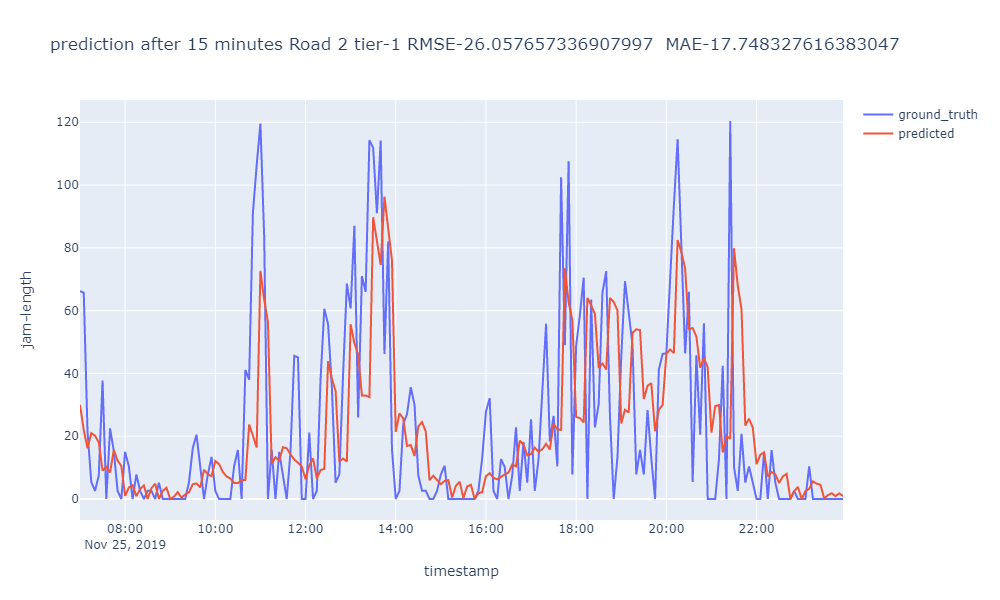 prediction after 15 minutes Road 2 tier-1 RMSE-26.057657336907997  MAE-17.748327616383047
ground_truth
predicted
120
100
80
60
40
20
0
jam-length
08:00 10:00 12:00 14:00 16:00 18:00 20:00 22:00
Nov 25, 2019
timestamp